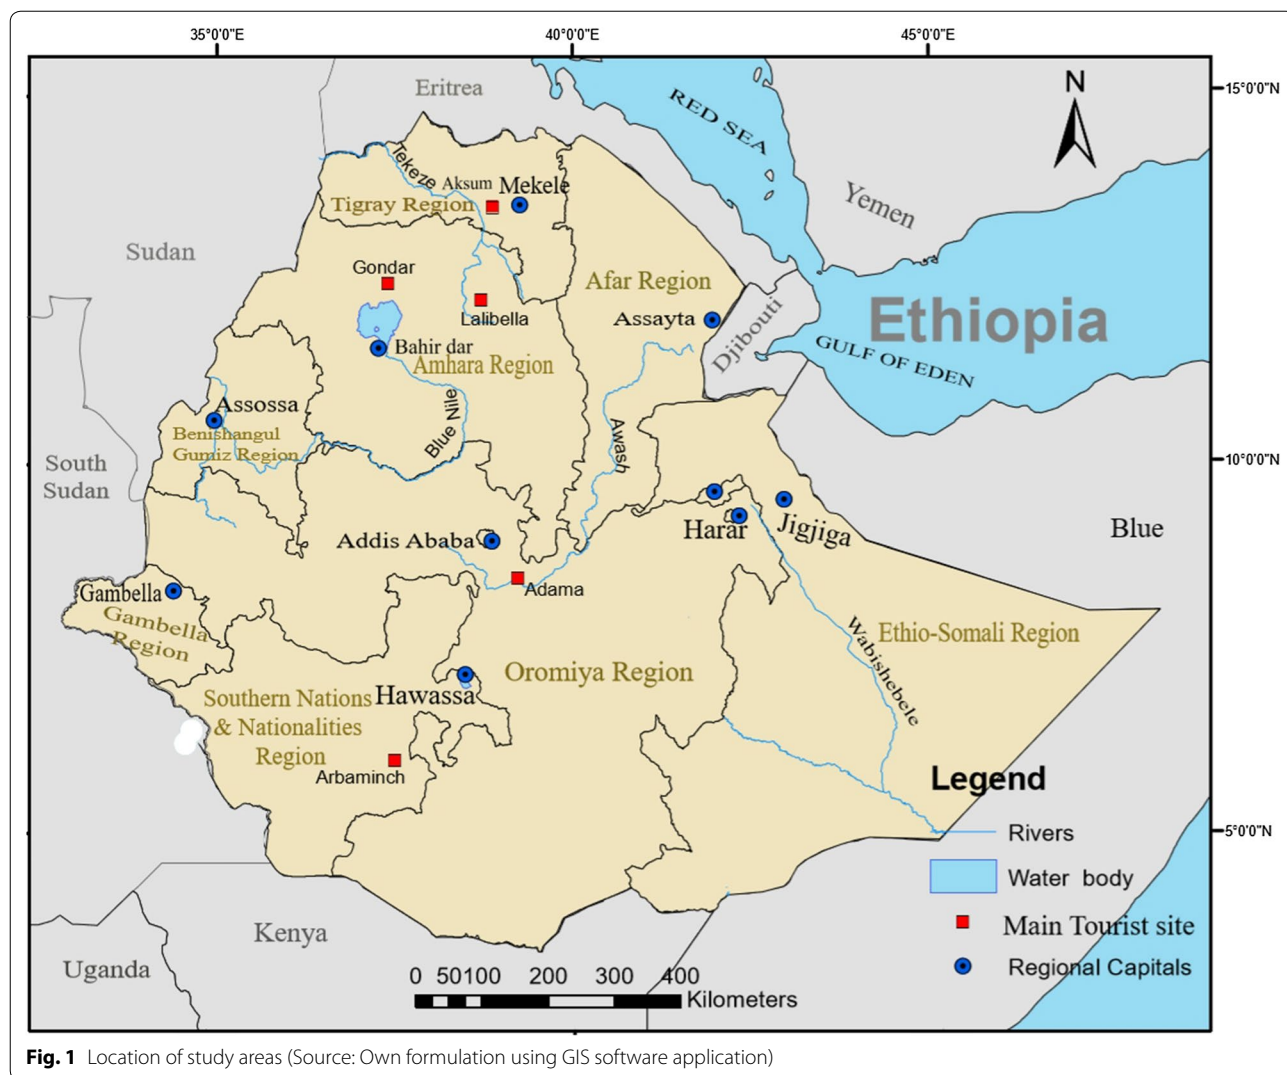 35°0'0"E
40°0'0"E
45°0'0"E
15°0'0"N
10°0'0"N
5°0'0"N
N
Eritrea
RED SEA
Yemen
Tekeze
Aksum
Mekele
Tigray Region
Sudan
Gondar
Afar Region
Lalibella
Assayta
Djibouti
Ethiopia
GULF OF EDEN
Bahir dar
Amhara Region
Assossa
Blue Nile
Benishangul
Gumiz Region
Awash
South
Sudan
Harar
Jigjiga
Blue
Addis Ababa
Adama
Gambella
Gambella
Region
Wabishebele
Ethio-Somali Region
Oromiya Region
Hawassa
Southern Nations
& Nationalities
Region
Arbaminch
Legend
Rivers
Water body
Main Tourist site
Regional Capitals
Kenya
Uganda
0 50 100 200 300 400
Kilometers
Fig. 1 Location of study areas (Source: Own formulation using GIS software application)